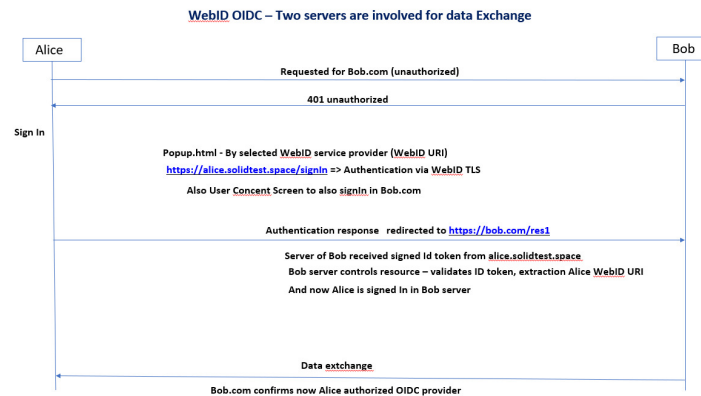 WebID OIDC – Two servers are involved for data Exchange
Alice
Bob
Requested for Bob.com (unauthorized)
401 unauthorized
Sign In
Popup.html - By selected WebID service provider (WebID URI)
https://alice.solidtest.space/signIn => Authentication via WebID TLS
Also User Concent Screen to also signIn in Bob.com
Authentication response redirected to https://bob.com/res1
Server of Bob received signed Id token from alice.solidtest.space
Bob server controls resource – validates ID token, extraction Alice WebID URI
And now Alice is signed In in Bob server
Data extchange
Bob.com confirms now Alice authorized OIDC provider